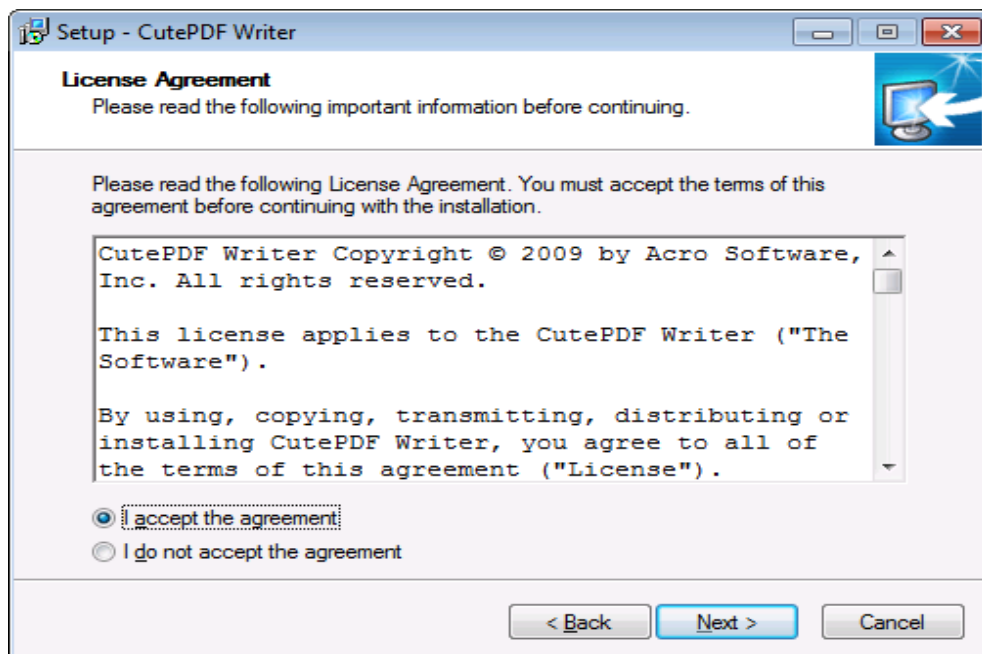 Setup - CutePDF Writer
License Agreement
Please read the following important information before continuing.
Please read the following License Agreement. You must accept the terms of this
agreement before continuing with the installation.
CutePDF Writer Copyright © 2009 by Acro Software,
Inc. All rights reserved.
This license applies to the CutePDF Writer ("The
Software").
By using, copying, transmitting, distributing or
installing CutePDF Writer, you agree to all of
the terms of this agreement ("License").
I accept the agreement
I do not accept the agreement
< Back Next > Cancel